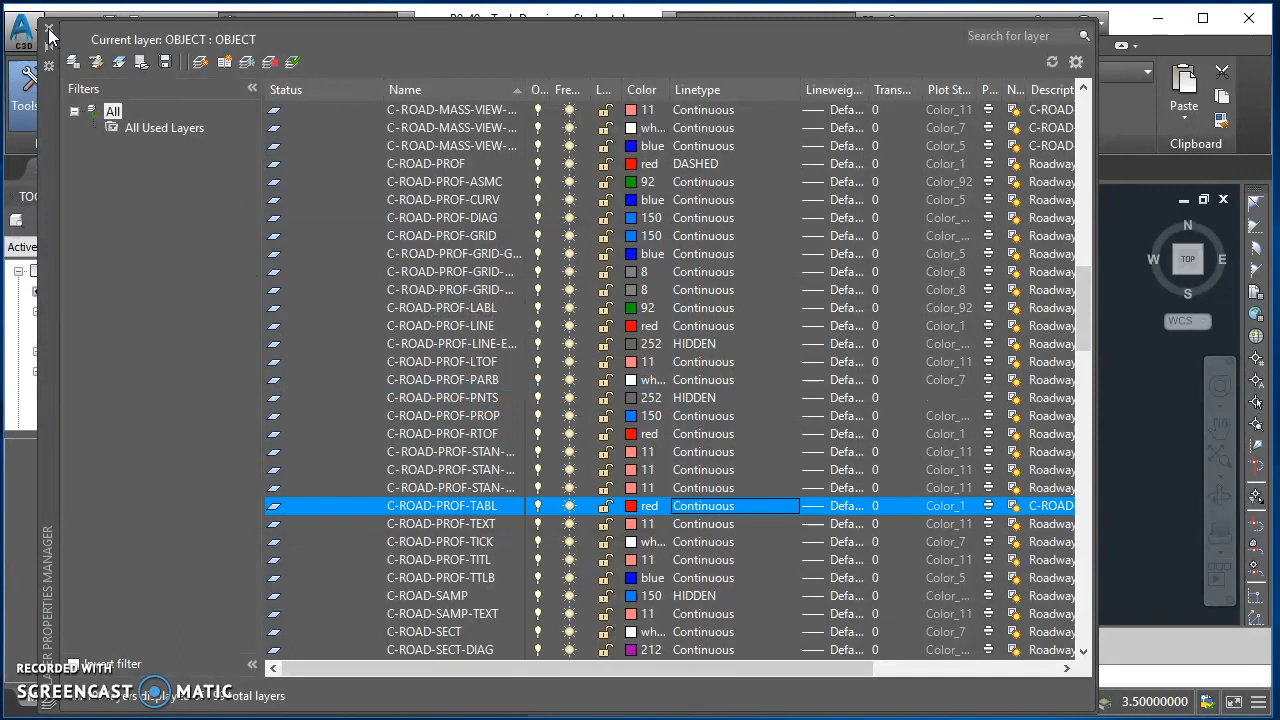 C3D
Current layer: OBJECT : OBJECT
Search for layer
Tools
Paste
Clipboard
Filters
All
All Used Layers
Status Name O... Fre... L... Color Linetype Lineweig... Trans... Plot St... P... N... Descript
C-ROAD-MASS-VIEW-... 11 Continuous Defa... 0 Color_11 C-ROAD-
C-ROAD-MASS-VIEW-... wh... Continuous Defa... 0 Color_7 C-ROAD-
C-ROAD-MASS-VIEW-... blue Continuous Defa... 0 Color_5 C-ROAD-
C-ROAD-PROF red DASHED Defa... 0 Color_1 Roadway
C-ROAD-PROF-ASMC 92 Continuous Defa... 0 Color_92 Roadway
C-ROAD-PROF-CURV blue Continuous Defa... 0 Color_5 Roadway
C-ROAD-PROF-DIAG 150 Continuous Defa... 0 Color_... Roadway
C-ROAD-PROF-GRID 150 Continuous Defa... 0 Color_... Roadway
C-ROAD-PROF-GRID-G... blue Continuous Defa... 0 Color_5 Roadway
C-ROAD-PROF-GRID-... 8 Continuous Defa... 0 Color_8 Roadway
C-ROAD-PROF-GRID-... 8 Continuous Defa... 0 Color_8 Roadway
C-ROAD-PROF-LABL 92 Continuous Defa... 0 Color_92 Roadway
C-ROAD-PROF-LINE red Continuous Defa... 0 Color_1 Roadway
C-ROAD-PROF-LINE-E... 252 HIDDEN Defa... 0 Color_... Roadway
C-ROAD-PROF-LTOF 11 Continuous Defa... 0 Color_11 Roadway
C-ROAD-PROF-PARB wh... Continuous Defa... 0 Color_7 Roadway
C-ROAD-PROF-PNTS 252 HIDDEN Defa... 0 Roadway
C-ROAD-PROF-PROP 150 Continuous Defa... 0 Color_... Roadway
C-ROAD-PROF-RTOF red Continuous Defa... 0 Color_1 Roadway
C-ROAD-PROF-STAN-... 11 Continuous Defa... 0 Color_11 Roadway
C-ROAD-PROF-STAN-... 11 Continuous Defa... 0 Color_11 Roadway
C-ROAD-PROF-STAN-... 11 Continuous Defa... 0 Color_11 Roadway
C-ROAD-PROF-TABL red Continuous Defa... 0 Color_1 C-ROAD-
C-ROAD-PROF-TEXT 11 Continuous Defa... 0 Color_11 Roadway
C-ROAD-PROF-TICK wh... Continuous Defa... 0 Color_7 Roadway
C-ROAD-PROF-TITL 11 Continuous Defa... 0 Color_11 Roadway
C-ROAD-PROF-TTLB blue Continuous Defa... 0 Color_5 Roadway
C-ROAD-SAMP 150 HIDDEN Defa... 0 Color_... Roadway
C-ROAD-SAMP-TEXT 11 Continuous Defa... 0 Color_11 Roadway
C-ROAD-SECT wh... Continuous Defa... 0 Color_7 Roadway
C-ROAD-SECT-DIAG 212 Continuous Defa... 0 Color_... Roadway
TOO
Active
N
W TOP E
S
WCS
LAYER PROPERTIES MANAGER
Invert filter
RECORDED WITH
SCREENCAST MATIC
total layers
3.50000000